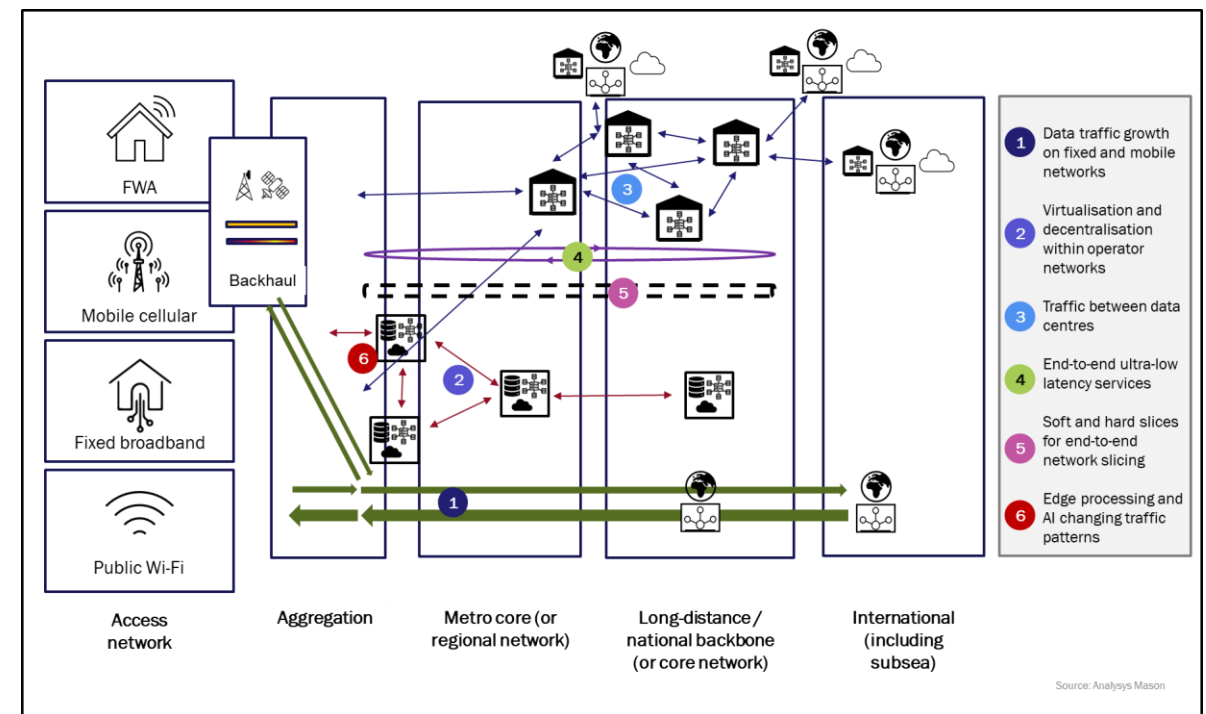 FWA
Mobile cellular
Fixed broadband
Public Wi-Fi
Backhaul
3
4
5
6
2
1
1
Data traffic growth
on fixed and mobile
networks
2
Virtualisation and
decentralisation
within operator
networks
3
Traffic between data
centres
4
End-to-end ultra-low
latency services
5
Soft and hard slices
for end-to-end
network slicing
6
Edge processing and
AI changing traffic
patterns
Access
network
Aggregation
Metro core (or
regional network)
Long-distance /
national backbone
(or core network)
International
(including
subsea)
Source: Analysys Mason